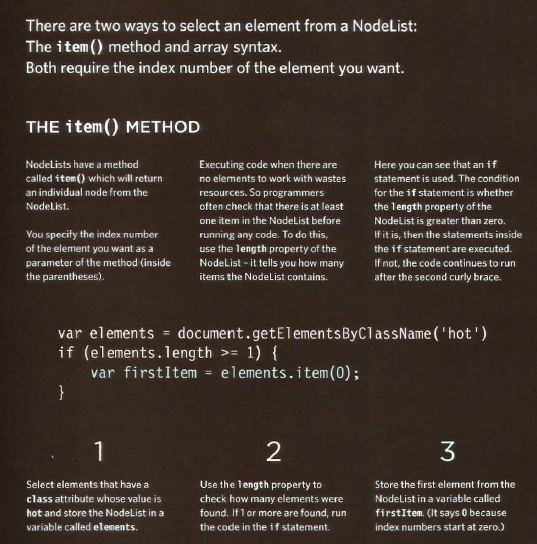 There are two ways to select an element from a NodeList:
The item() method and array syntax.
Both require the index number of the element you want.
THE item() METHOD
NodeLists have a method
called item() which will return
an individual node from the
NodeList.
You specify the index number
of the element you want as a
parameter of the method (inside
the parentheses).
Executing code when there are
no elements to work with wastes
resources. So programmers
often check that there is at least
one item in the NodeList before
running any code. To do this,
use the length property of the
NodeList - it tells you how many
items the NodeList contains.
Here you can see that an if
statement is used. The condition
for the if statement is whether
the length property of the
NodeList is greater than zero.
If it is, then the statements inside
the if statement are executed.
If not, the code continues to run
after the second curly brace.
var elements = document.getElementsByClassName('hot')
if (elements.length >= 1) {
    var firstItem = elements.item(0);
}
1
Select elements that have a
class attribute whose value is
hot and store the NodeList in a
variable called elements.
2
Use the length property to
check how many elements were
found. If 1 or more are found, run
the code in the if statement.
3
Store the first element from the
NodeList in a variable called
firstItem. (It says 0 because
index numbers start at zero.)